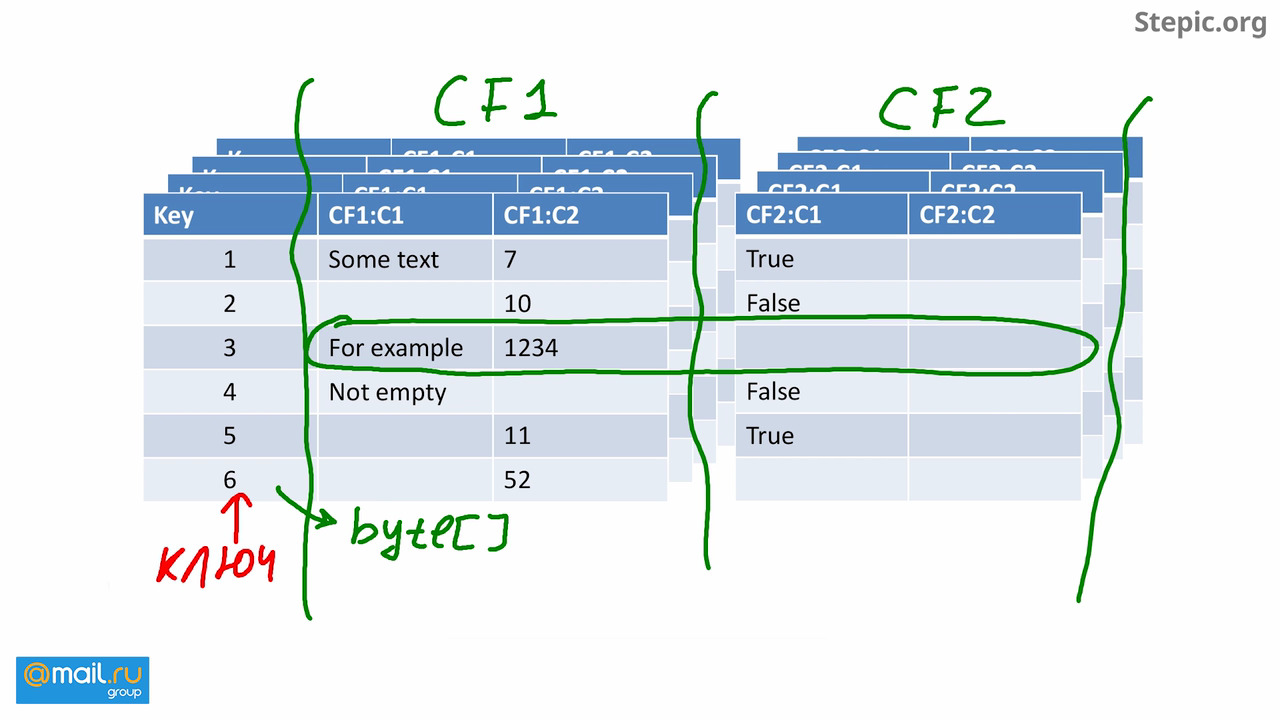 Stepic.org
CF1 CF2
Key CF1:C1 CF1:C2 CF2:C1 CF2:C2
1 Some text 7 True
2 10 False
3 For example 1234
4 Not empty False
5 11 True
6 52
byte[]
ключ
@mail.ru
group